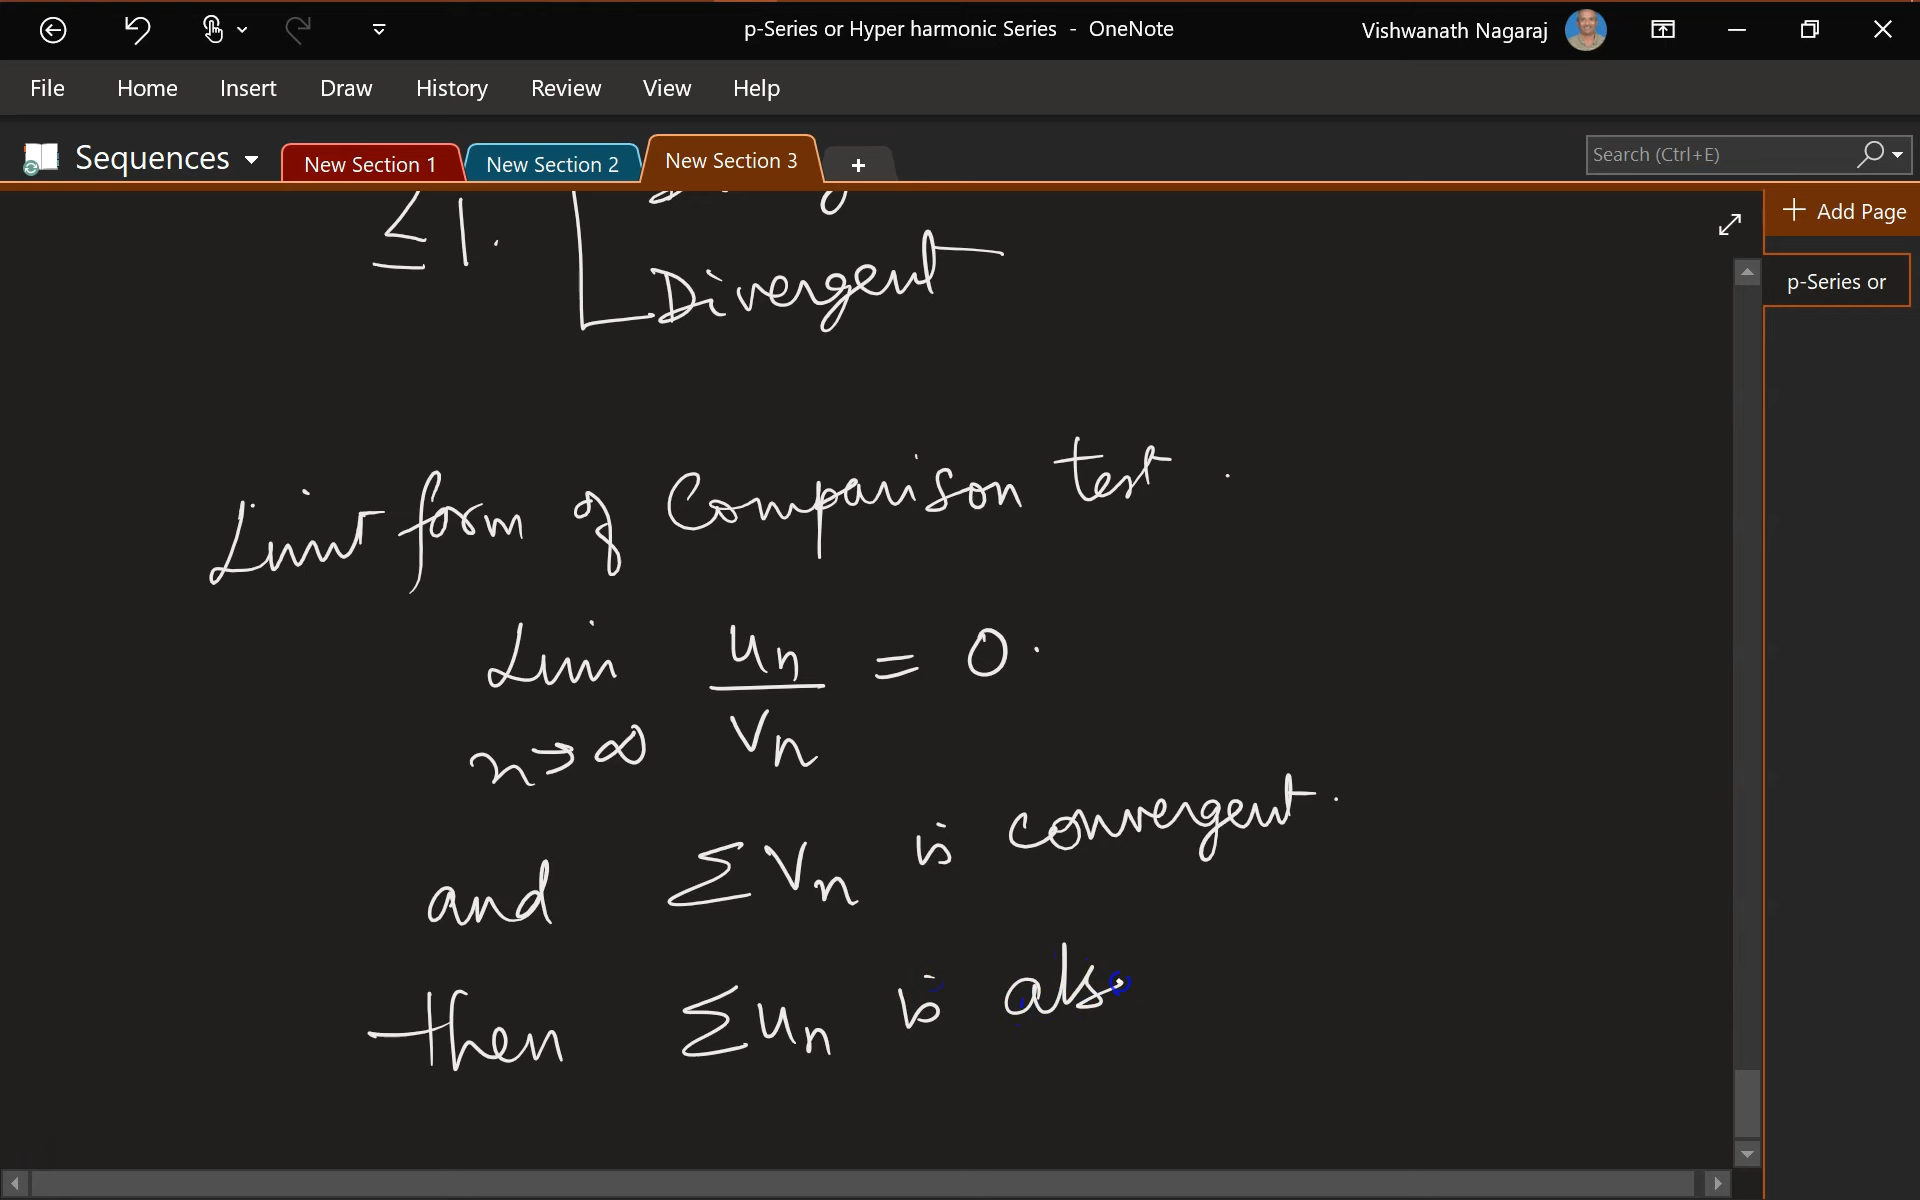 p-Series or Hyper harmonic Series - OneNote
Vishwanath Nagaraj
File Home Insert Draw History Review View Help
Sequences New Section 1 New Section 2 New Section 3 +
Search (Ctrl+E)
+ Add Page
p-Series or
≤ 1.
Divergent
Limit form of Comparison test.
Lim un/vn = 0.
n→∞
and Σvn is convergent.
then Σun is also